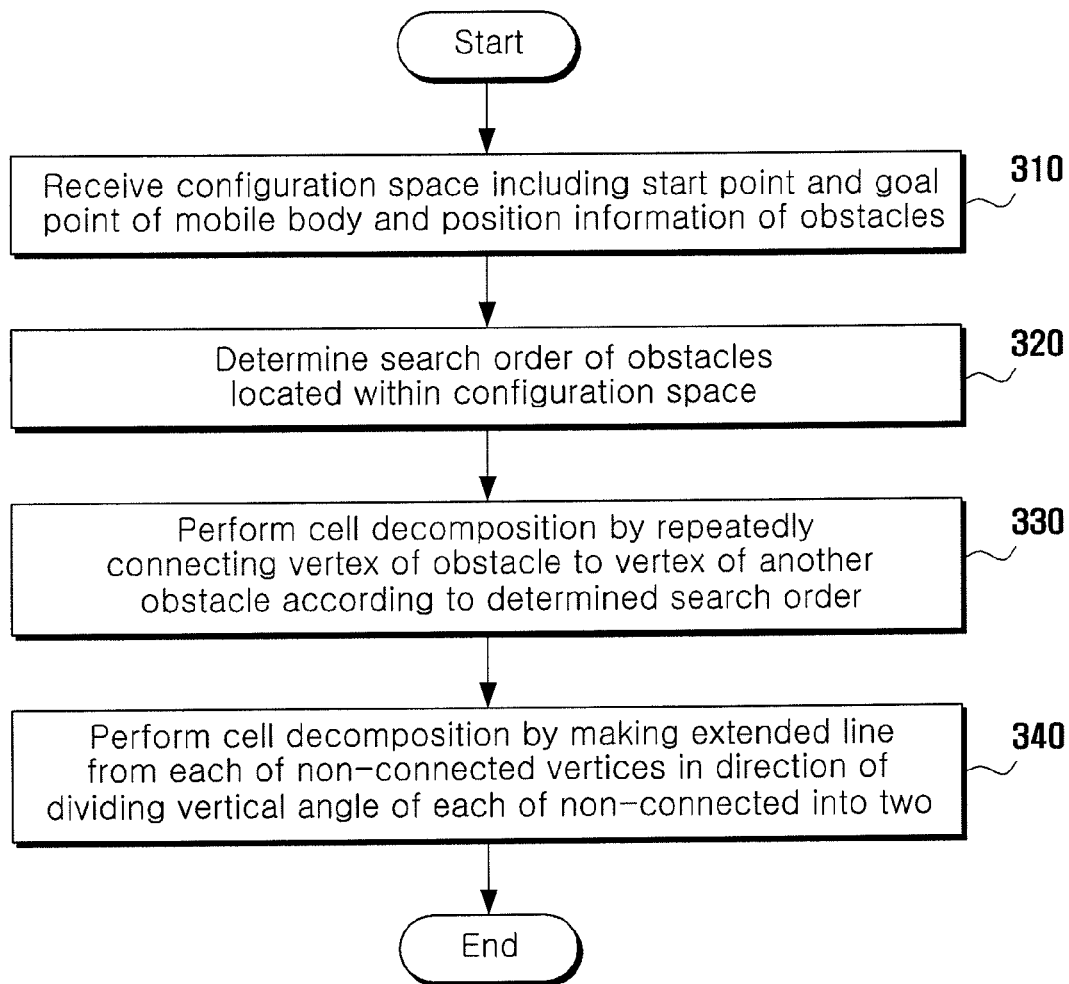 Start
Receive configuration space including start point and goal
point of mobile body and position information of obstacles
310
Determine search order of obstacles
located within configuration space
320
Perform cell decomposition by repeatedly
connecting vertex of obstacle to vertex of another
obstacle according to determined search order
330
Perform cell decomposition by making extended line
from each of non-connected vertices in direction of
dividing vertical angle of each of non-connected into two
340
End